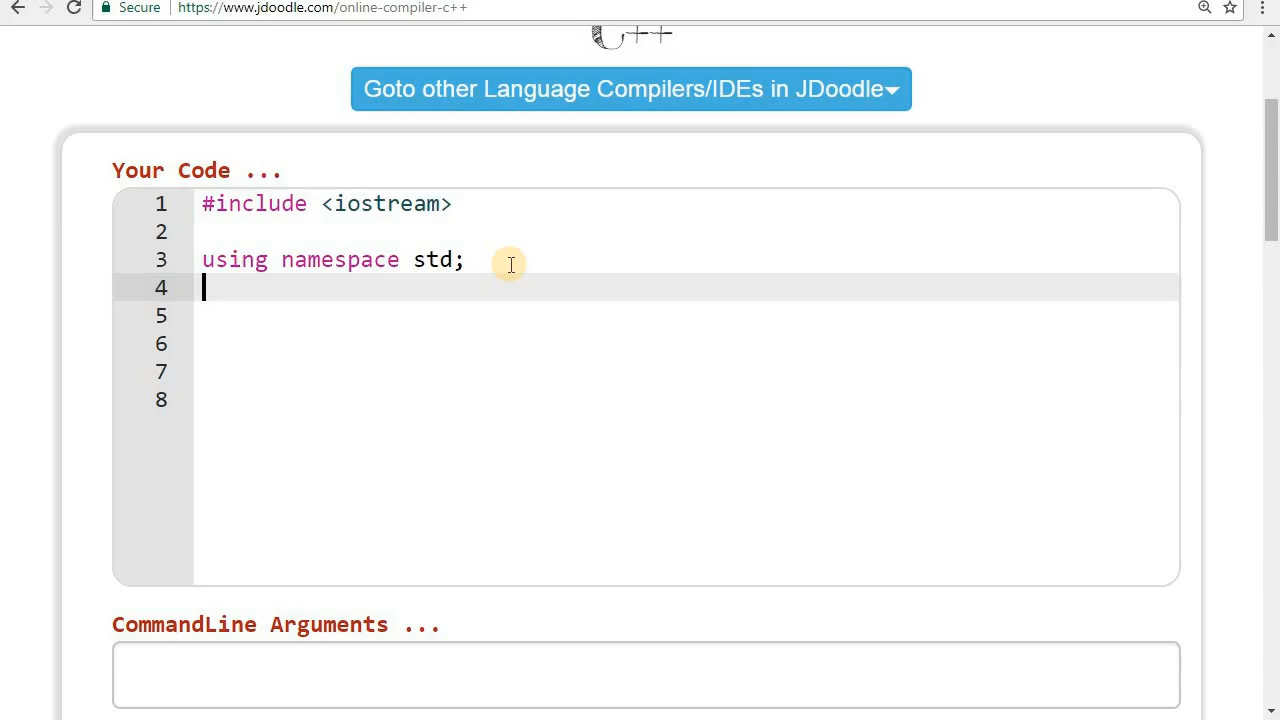 Secure https://www.jdoodle.com/online-compiler-c++
C++
Goto other Language Compilers/IDEs in JDoodle
Your Code ...
1 #include <iostream>
2
3 using namespace std;
4
5
6
7
8
CommandLine Arguments ...